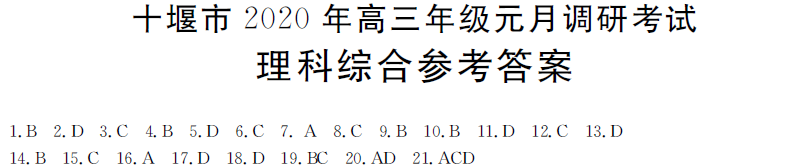 十堰市 2020 年高三年级元月调研考试
理科综合参考答案
1. B 2. D 3. C 4. B 5. D 6. C 7. A 8. C 9. B 10. B 11. D 12. C 13. D
14. B 15. C 16. A 17. D 18. D 19. BC 20. AD 21. ACD